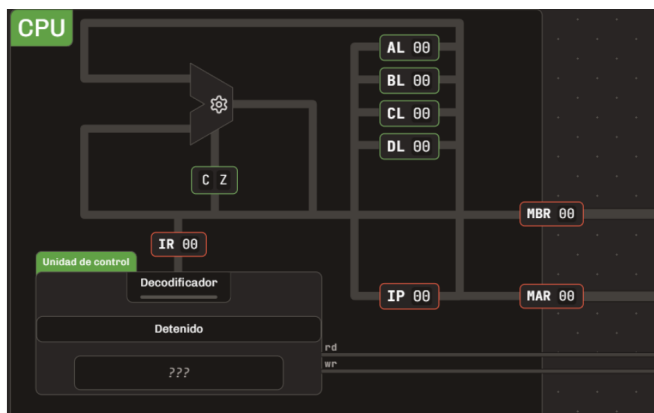 CPU
AL 00
BL 00
CL 00
DL 00
C Z
MBR 00
IR 00
Unidad de control
Decodificador
IP 00
MAR 00
Detenido
rd
wr
???